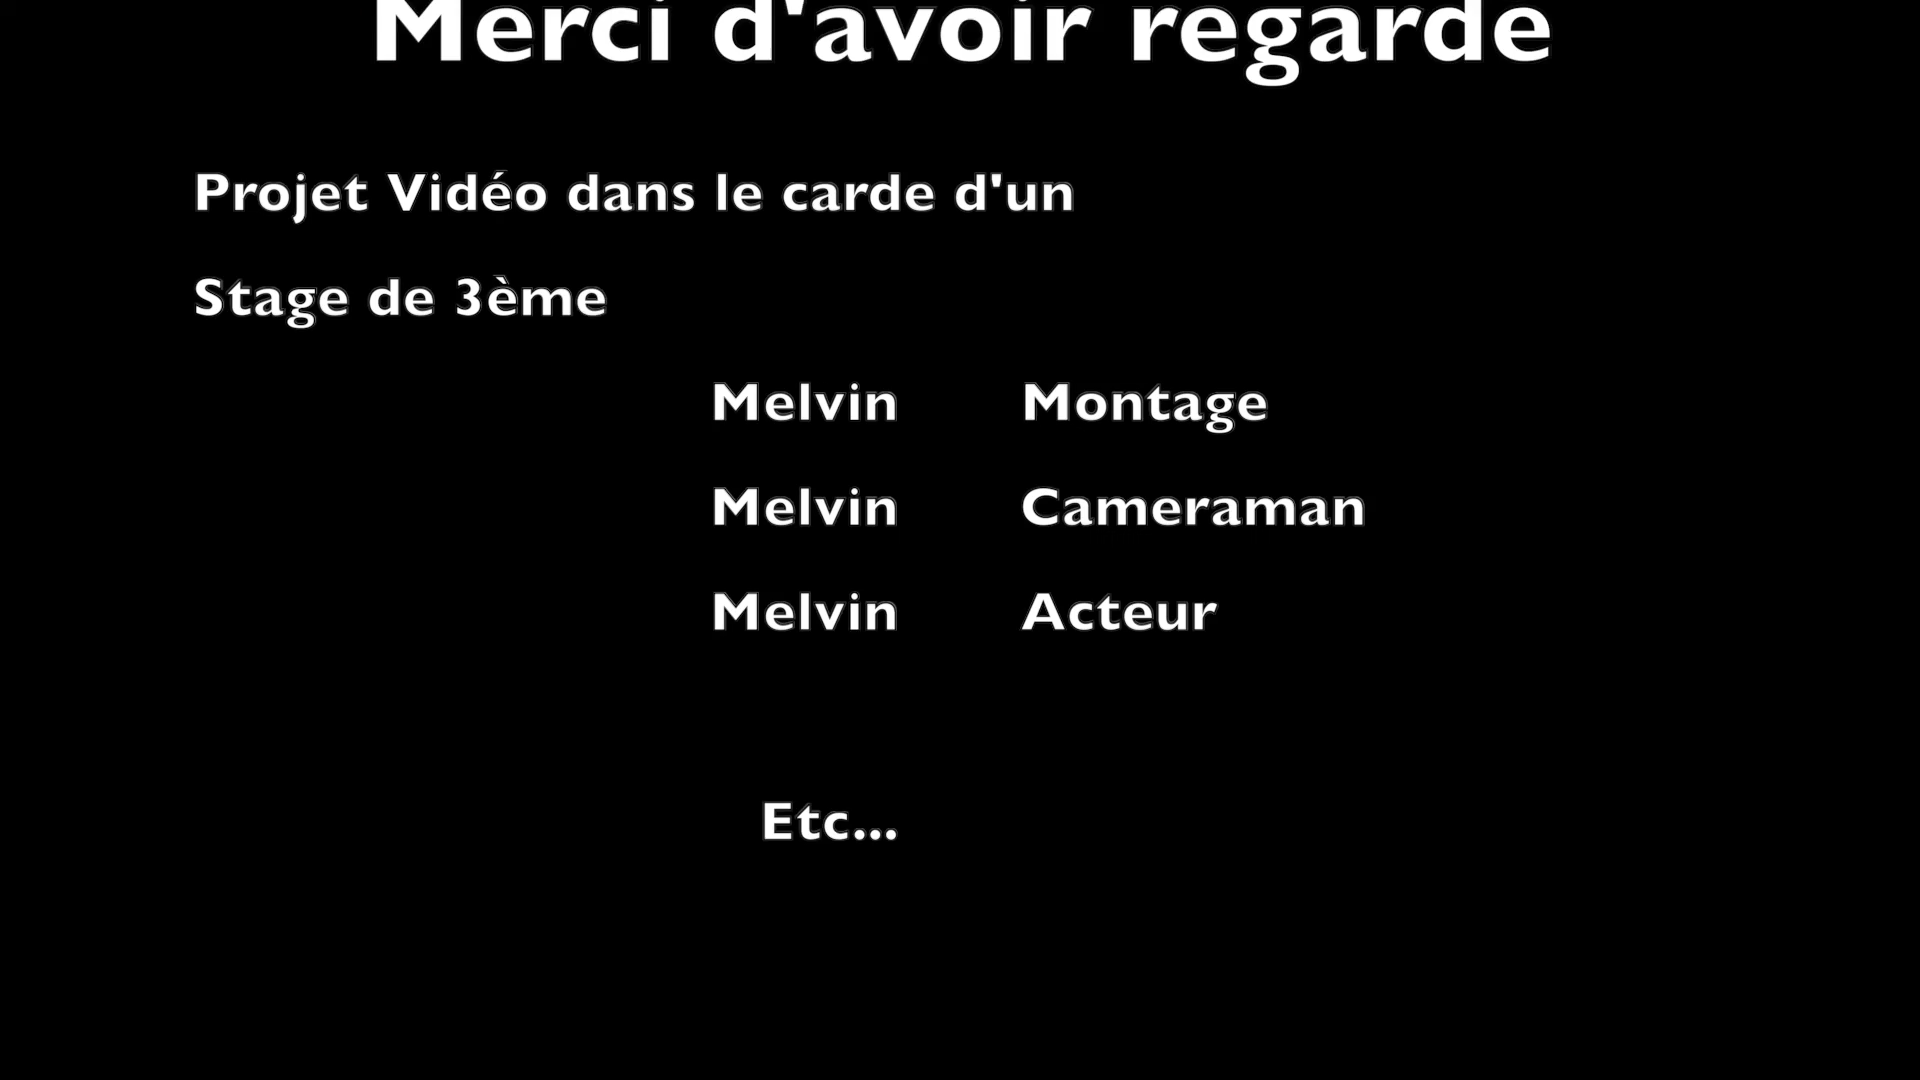 Merci d'avoir regarde
Projet Vidéo dans le carde d'un
Stage de 3ème
Melvin Montage
Melvin Cameraman
Melvin Acteur
Etc...